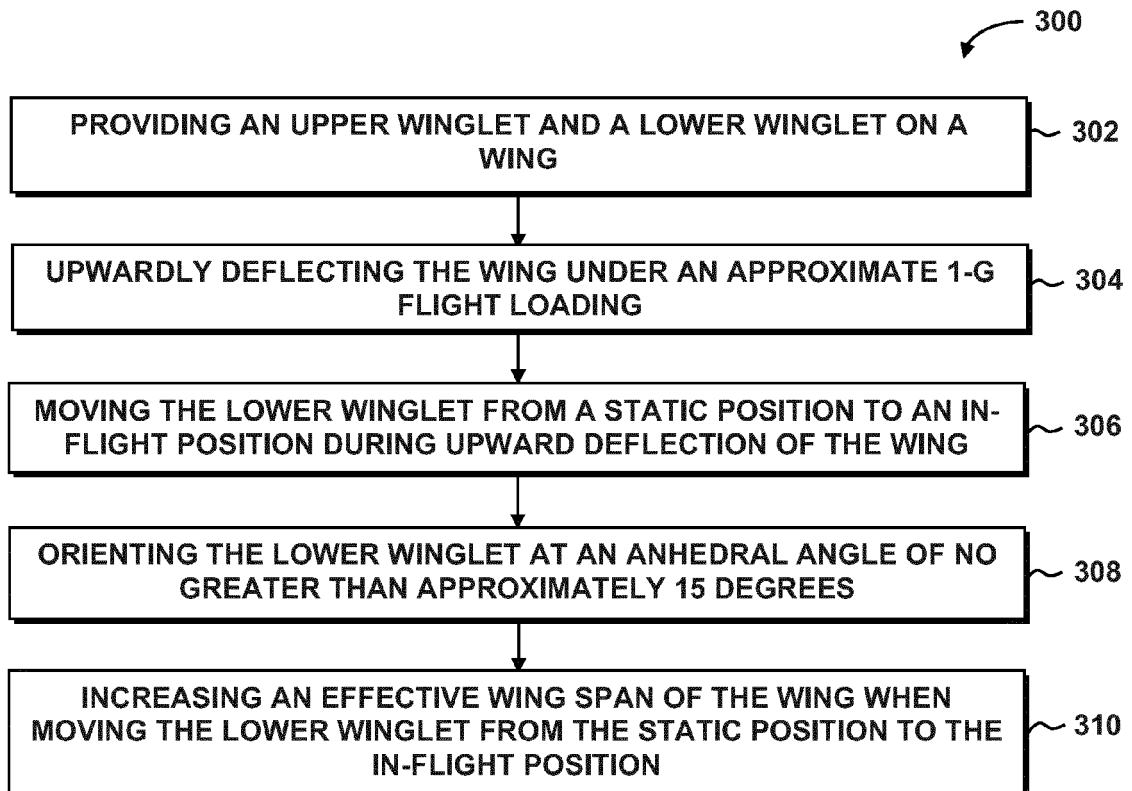 300
PROVIDING AN UPPER WINGLET AND A LOWER WINGLET ON A
WING
302
UPWARDLY DEFLECTING THE WING UNDER AN APPROXIMATE 1-G
FLIGHT LOADING
304
MOVING THE LOWER WINGLET FROM A STATIC POSITION TO AN IN-
FLIGHT POSITION DURING UPWARD DEFLECTION OF THE WING
306
ORIENTING THE LOWER WINGLET AT AN ANHEDRAL ANGLE OF NO
GREATER THAN APPROXIMATELY 15 DEGREES
308
INCREASING AN EFFECTIVE WING SPAN OF THE WING WHEN
MOVING THE LOWER WINGLET FROM THE STATIC POSITION TO THE
IN-FLIGHT POSITION
310